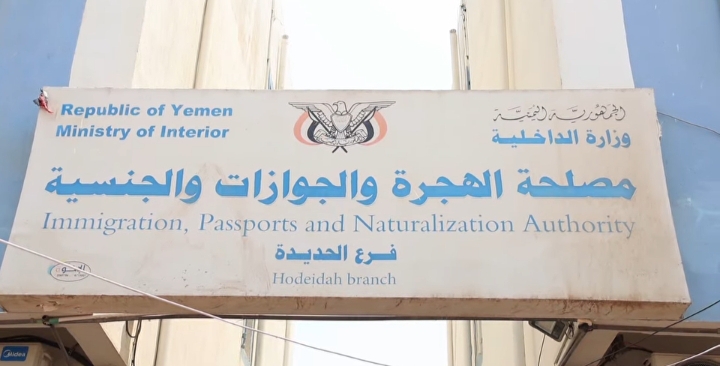 Republic of Yemen
Ministry of Interior
الجمهورية اليمنية
وزارة الداخلية
مصلحة الهجرة والجوازات والجنسية
Immigration, Passports and Naturalization Authority
فرع الحديدة
Hodeidah branch
Midea